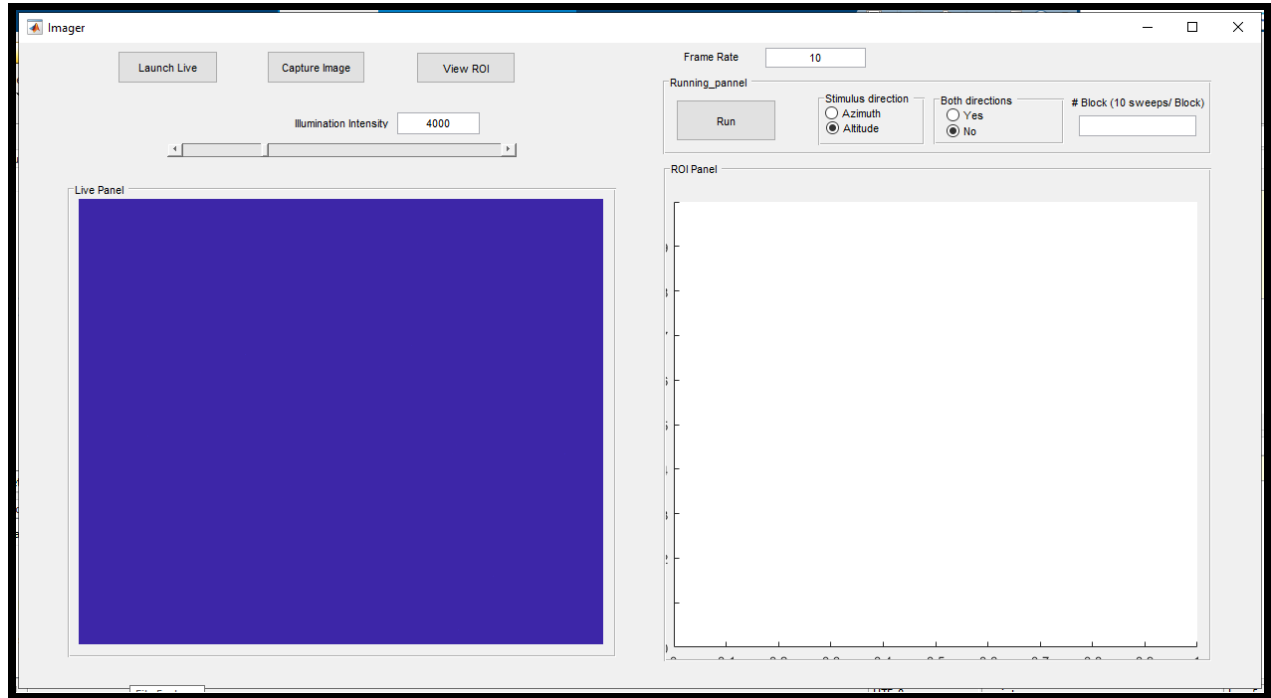 Imager
Launch Live
Capture Image
View ROI
Frame Rate
10
Running_pannel
Run
Stimulus direction
Azimuth
Altitude
Both directions
Yes
No
# Block (10 sweeps/ Block)
Illumination Intensity
4000
Live Panel
ROI Panel